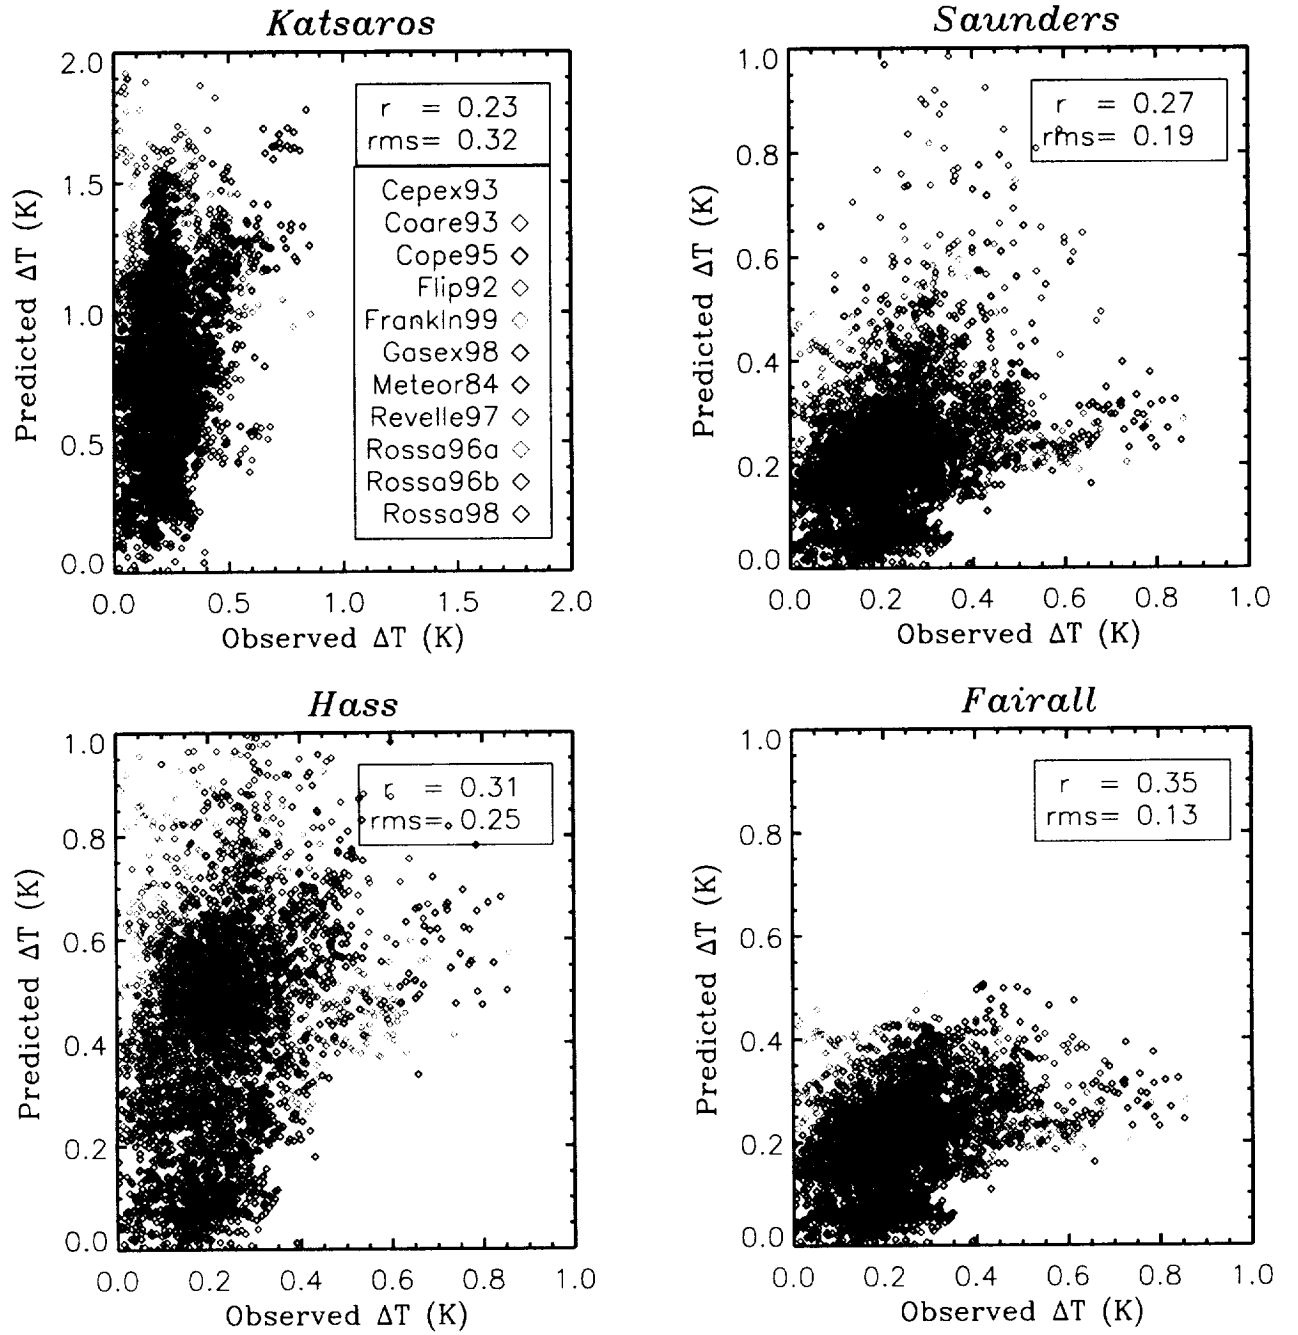 Katsaros
2.0
1.5
1.0
0.5
0.0
0.0 0.5 1.0 1.5 2.0
Predicted ΔT (K)
Observed ΔT (K)
r = 0.23
rms= 0.32
Cepex93
Coare93
Cope95
Flip92
Frankln99
Gasex98
Meteor84
Revelle97
Rossa96a
Rossa96b
Rossa98
Saunders
1.0
0.8
0.6
0.4
0.2
0.0
0.0 0.2 0.4 0.6 0.8 1.0
Predicted ΔT (K)
Observed ΔT (K)
r = 0.27
rms= 0.19
Hass
1.0
0.8
0.6
0.4
0.2
0.0
0.0 0.2 0.4 0.6 0.8 1.0
Predicted ΔT (K)
Observed ΔT (K)
r = 0.31
rms= 0.25
Fairall
1.0
0.8
0.6
0.4
0.2
0.0
0.0 0.2 0.4 0.6 0.8 1.0
Predicted ΔT (K)
Observed ΔT (K)
r = 0.35
rms= 0.13